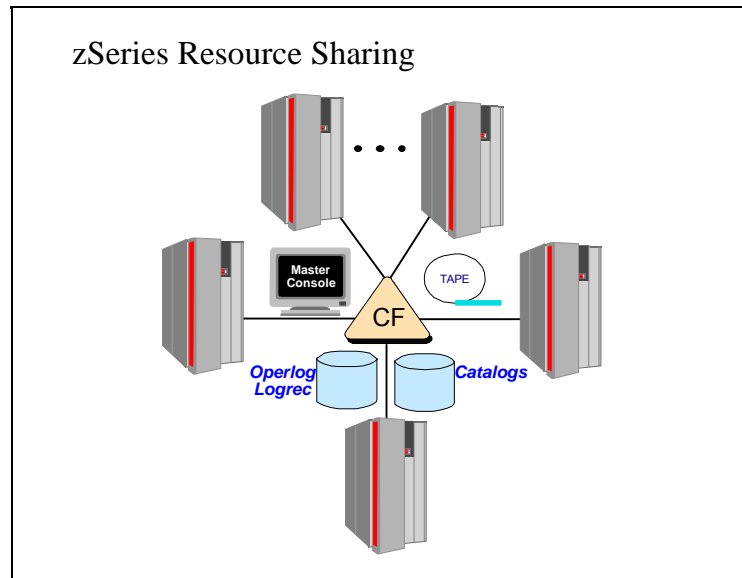 zSeries Resource Sharing
Master
Console
TAPE
CF
Operlog
Logrec
Catalogs